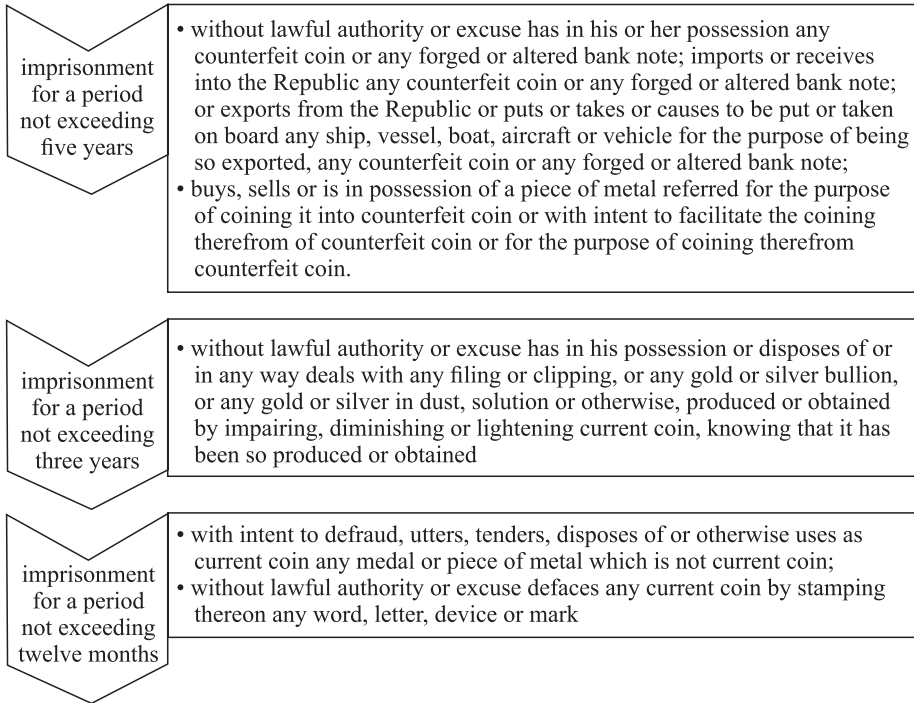 imprisonment
for a period
not exceeding
five years
• without lawful authority or excuse has in his or her possession any
counterfeit coin or any forged or altered bank note; imports or receives
into the Republic any counterfeit coin or any forged or altered bank note;
or exports from the Republic or puts or takes or causes to be put or taken
on board any ship, vessel, boat, aircraft or vehicle for the purpose of being
so exported, any counterfeit coin or any forged or altered bank note;
• buys, sells or is in possession of a piece of metal referred for the purpose
of coining it into counterfeit coin or with intent to facilitate the coining
therefrom of counterfeit coin or for the purpose of coining therefrom
counterfeit coin.
imprisonment
for a period
not exceeding
three years
• without lawful authority or excuse has in his possession or disposes of or
in any way deals with any filing or clipping, or any gold or silver bullion,
or any gold or silver in dust, solution or otherwise, produced or obtained
by impairing, diminishing or lightening current coin, knowing that it has
been so produced or obtained
imprisonment
for a period
not exceeding
twelve months
• with intent to defraud, utters, tenders, disposes of or otherwise uses as
current coin any medal or piece of metal which is not current coin;
• without lawful authority or excuse defaces any current coin by stamping
thereon any word, letter, device or mark